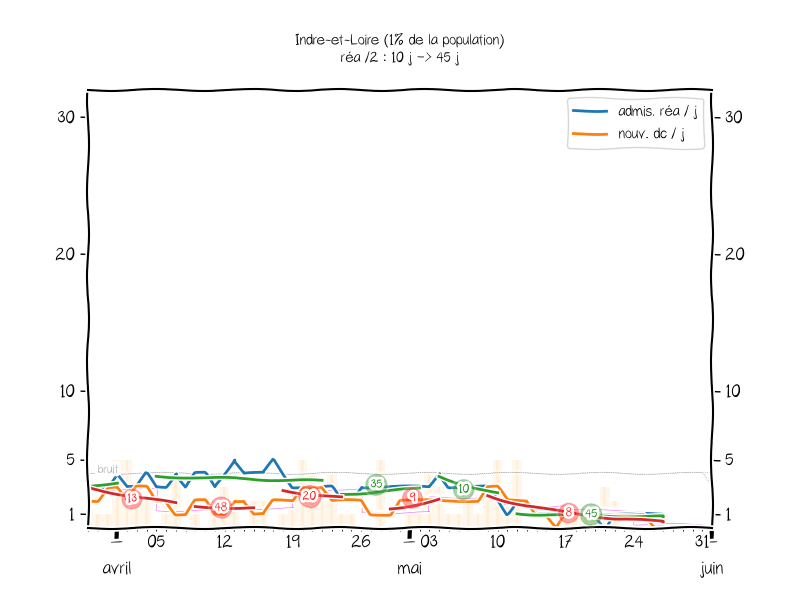 Indre-et-Loire (1% de la population)
réa /2 : 10 j -> 45 j
admis. réa / j
nouv. dc / j
30 30
20 20
10 10
5 5
1 1
bruit
13 48 20 35 9 10 8 45
05 12 19 26 03 10 17 24 31
avril mai juin